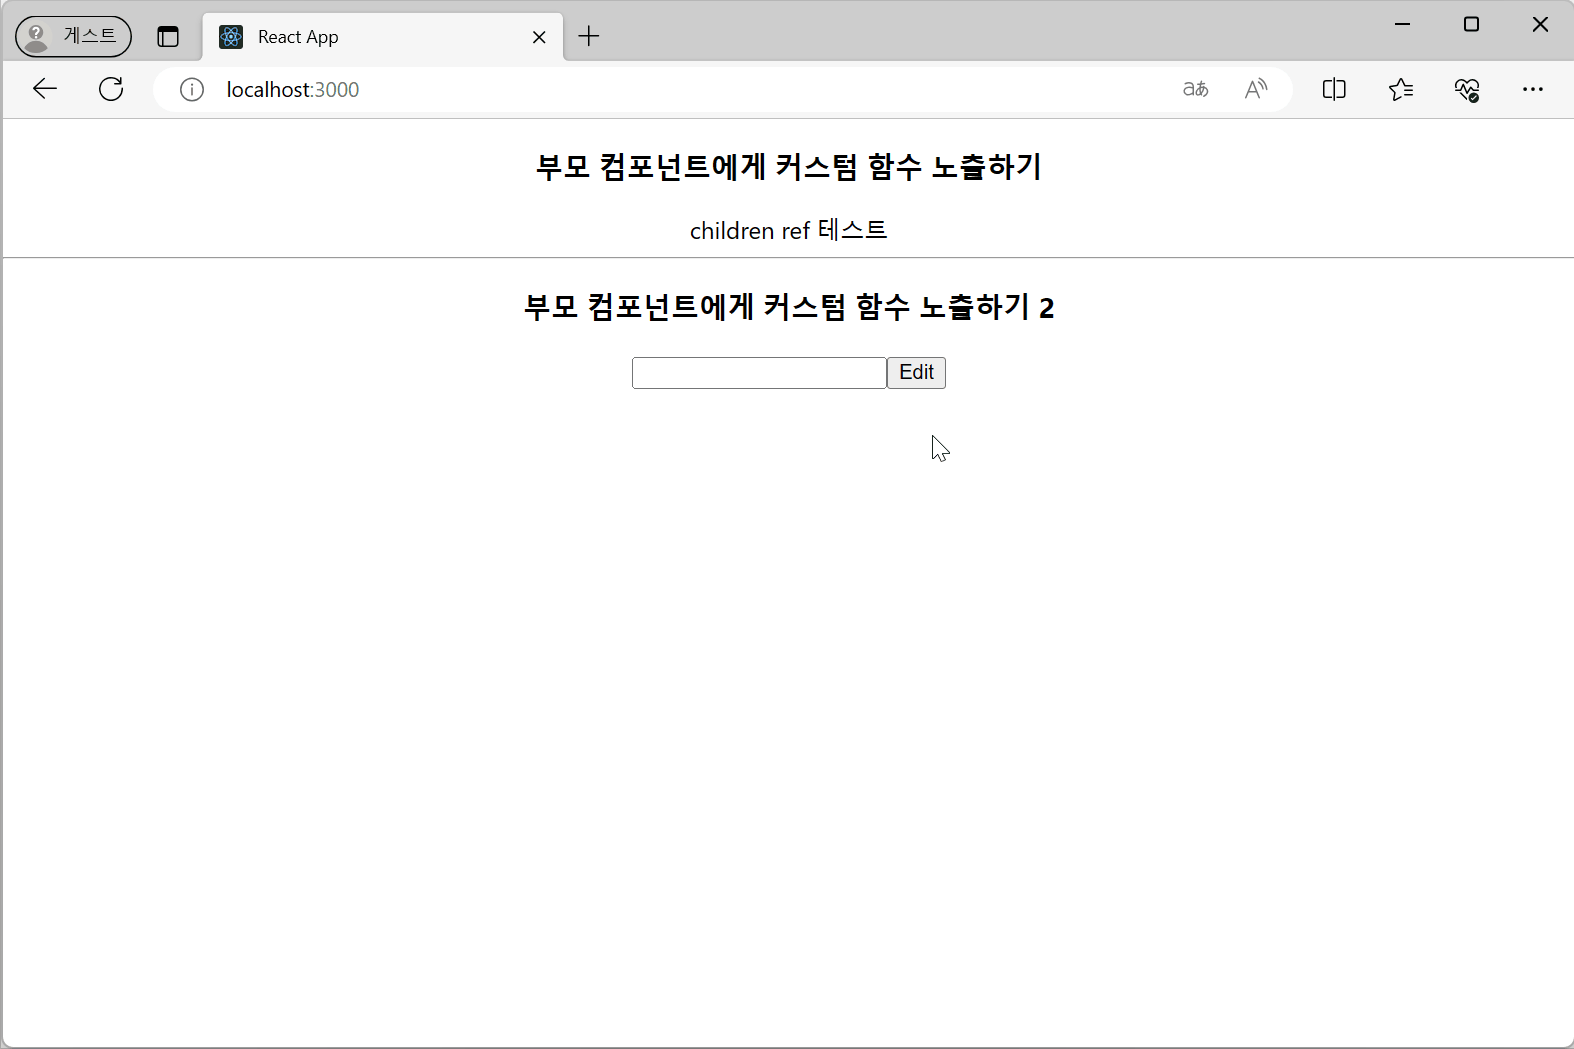 게스트
React App
localhost:3000
aあ
A
부모 컴포넌트에게 커스텀 함수 노출하기
children ref 테스트
부모 컴포넌트에게 커스텀 함수 노출하기 2
Edit